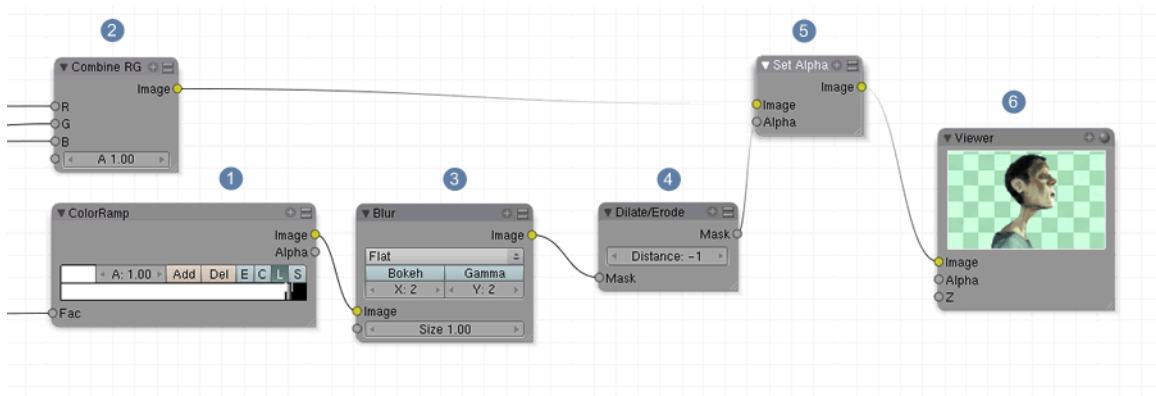 2
Combine RG
Image
R
G
B
A 1.00
5
Set Alpha
Image
Image
Alpha
6
Viewer
Image
Alpha
Z
1
ColorRamp
Image
Alpha
A: 1.00 Add Del E C L S
Fac
3
Blur
Image
Flat
Bokeh Gamma
X: 2 Y: 2
Image
Size 1.00
4
Dilate/Erode
Mask
Distance: -1
Mask